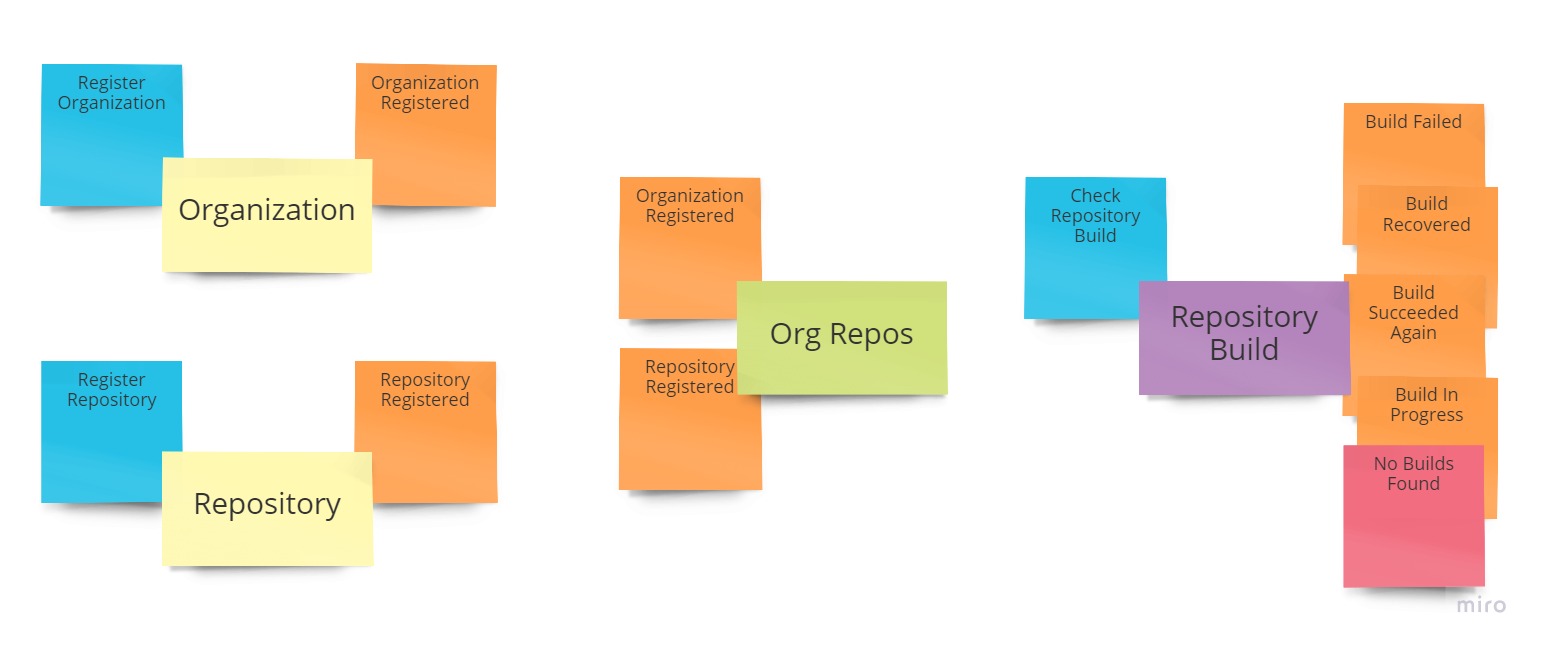 Register
Organization
Organization
Organization
Registered
Register
Repository
Repository
Repository
Registered
Organization
Registered
Repository
Registered
Org Repos
Check
Repository
Build
Repository
Build
Build Failed
Build
Recovered
Build
Succeeded
Again
Build In
Progress
No Builds
Found
miro